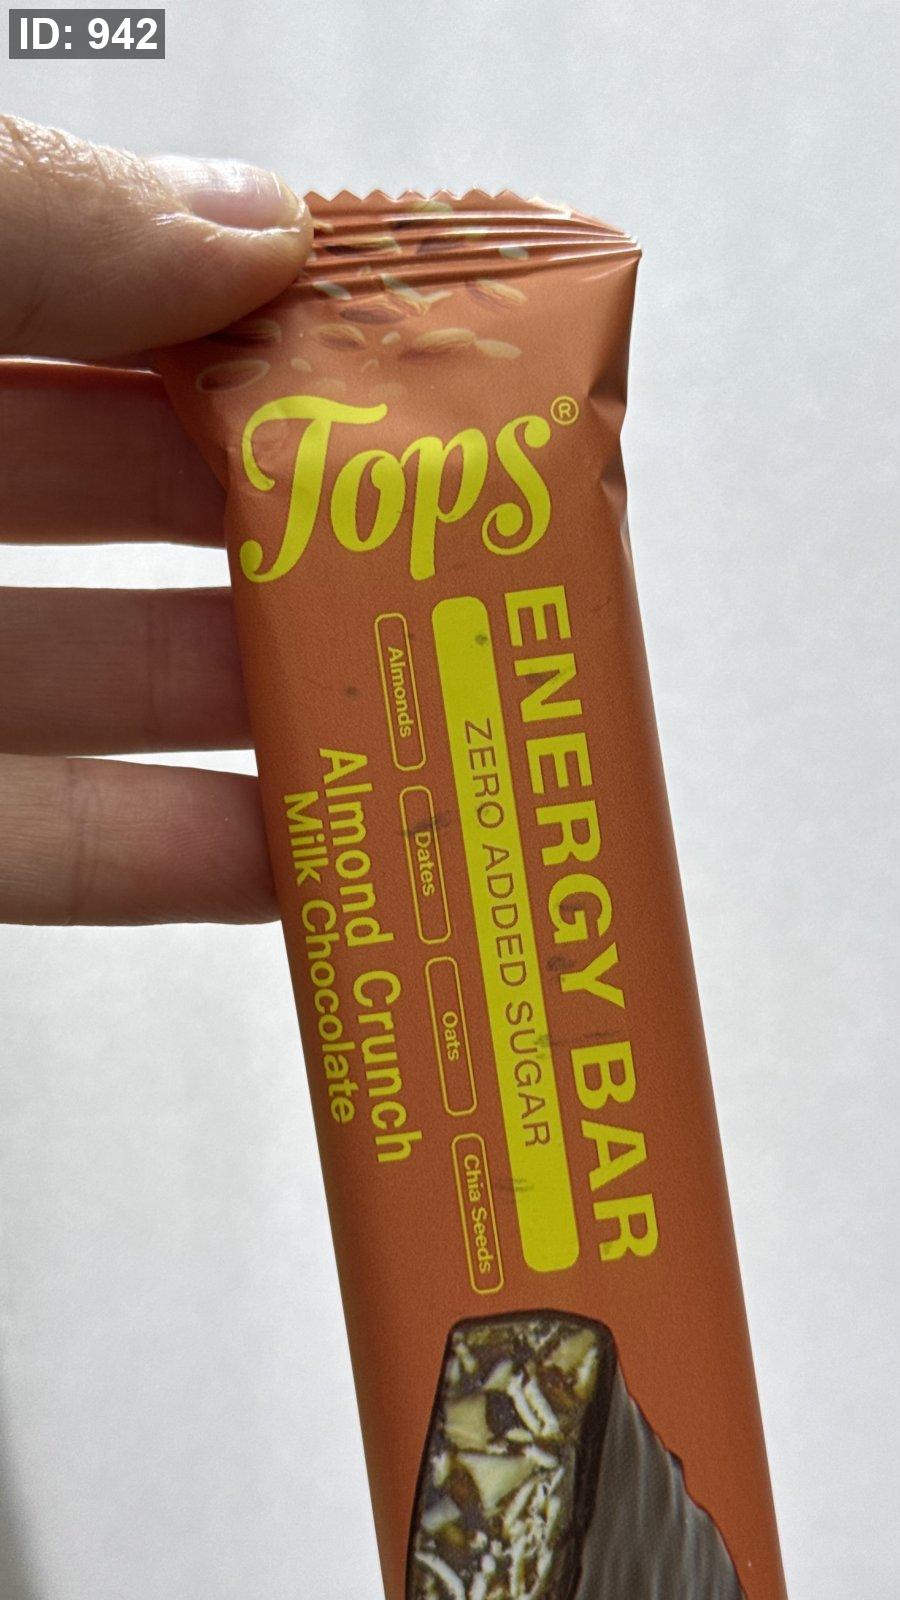 ID: 942
Tops®
ENERGY BAR
ZERO ADDED SUGAR
Almonds
Dates
Oats
Chia Seeds
Almond Crunch
Milk Chocolate